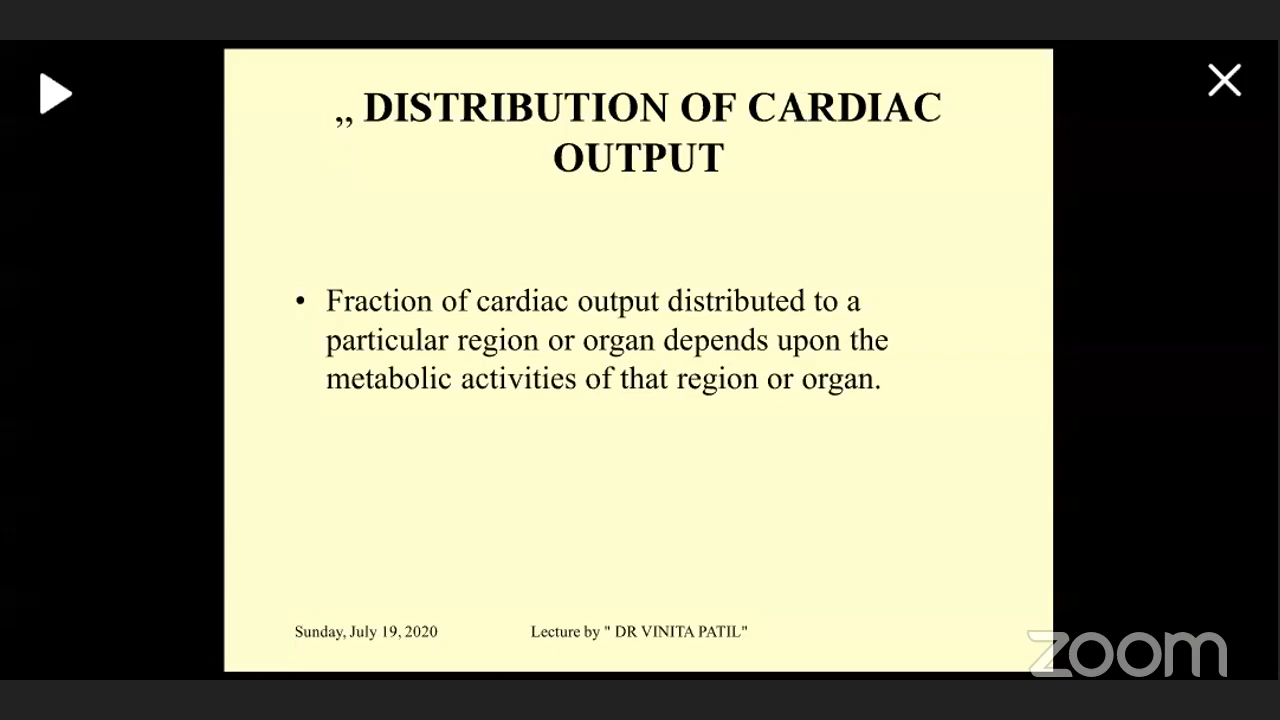 ,, DISTRIBUTION OF CARDIAC
OUTPUT
• Fraction of cardiac output distributed to a
particular region or organ depends upon the
metabolic activities of that region or organ.
Sunday, July 19, 2020
Lecture by " DR VINITA PATIL"
zoom